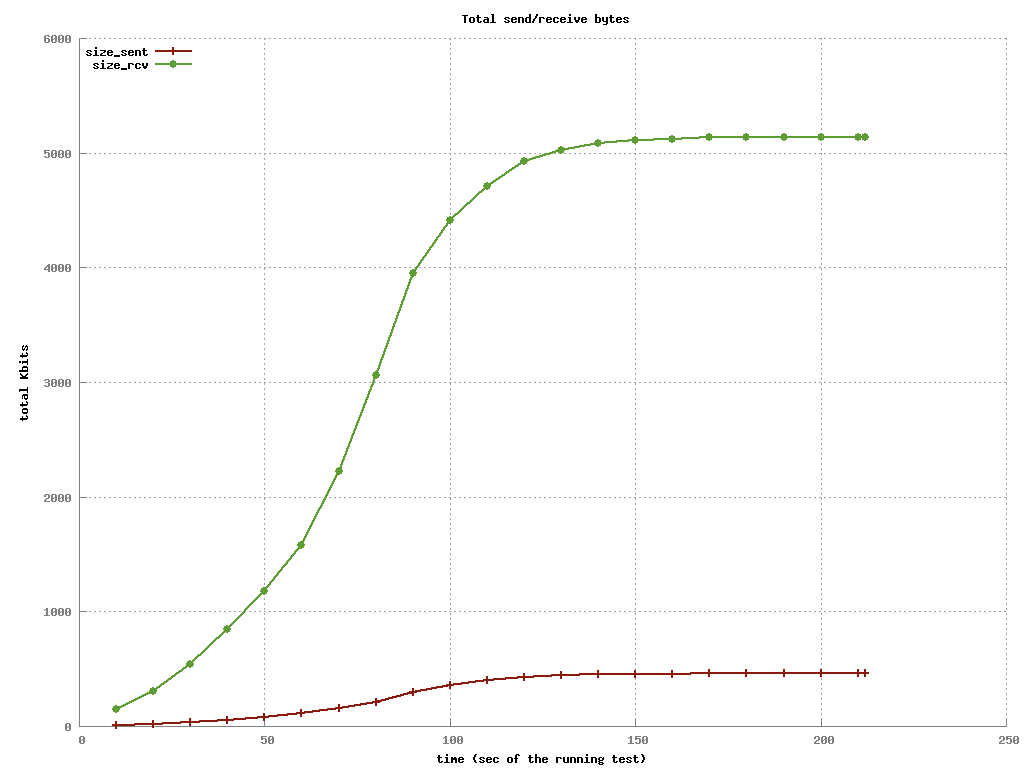 Total send/receive bytes
6000
size_sent
size_rcv
5000
4000
3000
total Kbits
2000
1000
0
0 50 100 150 200 250
time (sec of the running test)